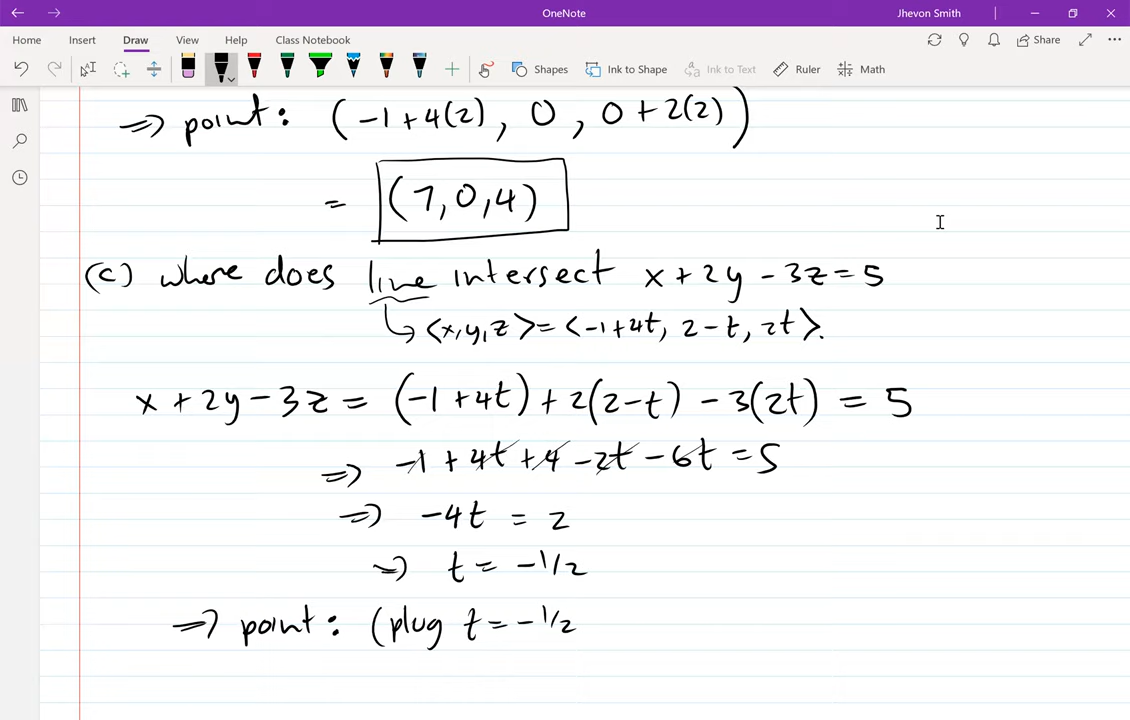 OneNote
Jhevon Smith
Home Insert Draw View Help Class Notebook Share
Shapes Ink to Shape Ink to Text Ruler Math
⇒ point: (-1+4(2), 0, 0+2(2))
= (7,0,4)
(c) where does line intersect x+2y-3z=5
↳ <x,y,z>=<-1+4t, 2-t, 2t>.
x+2y-3z = (-1+4t)+2(2-t)-3(2t) = 5
⇒ -1+4t+4-2t-6t=5
⇒ -4t = 2
⇒ t = -1/2
⇒ point: (plug t=-1/2